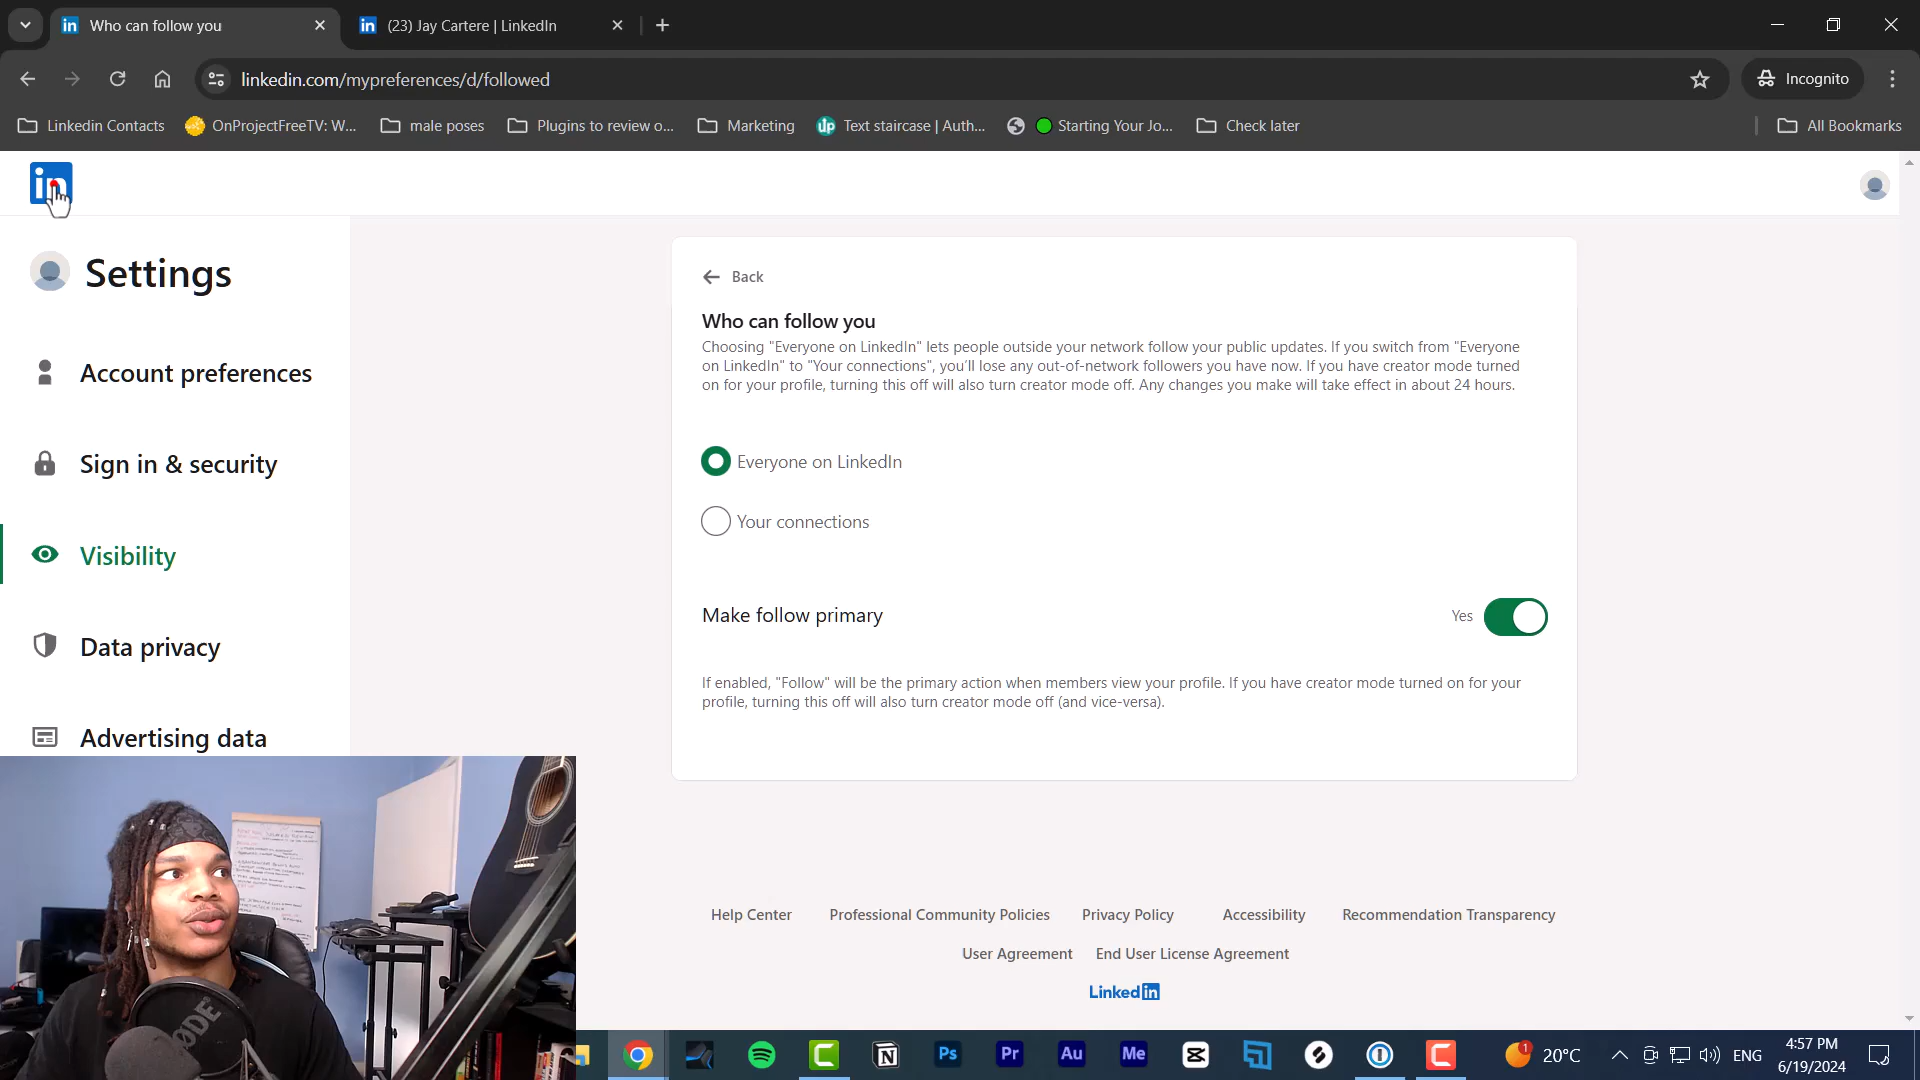 Who can follow you
(23) Jay Cartere | LinkedIn
linkedin.com/mypreferences/d/followed
Incognito
Linkedin Contacts
OnProjectFreeTV: W...
male poses
Plugins to review o...
Marketing
Text staircase | Auth...
Starting Your Jo...
Check later
All Bookmarks
in
Settings
Account preferences
Sign in & security
Visibility
Data privacy
Advertising data
Back
Who can follow you
Choosing "Everyone on LinkedIn" lets people outside your network follow your public updates. If you switch from "Everyone
on LinkedIn" to "Your connections", you'll lose any out-of-network followers you have now. If you have creator mode turned
on for your profile, turning this off will also turn creator mode off. Any changes you make will take effect in about 24 hours.
Everyone on LinkedIn
Your connections
Make follow primary
Yes
If enabled, "Follow" will be the primary action when members view your profile. If you have creator mode turned on for your
profile, turning this off will also turn creator mode off (and vice-versa).
Help Center
Professional Community Policies
Privacy Policy
Accessibility
Recommendation Transparency
User Agreement
End User License Agreement
LinkedIn
RØDE
Ps
Pr
Au
Me
1
20°C
ENG
4:57 PM
6/19/2024